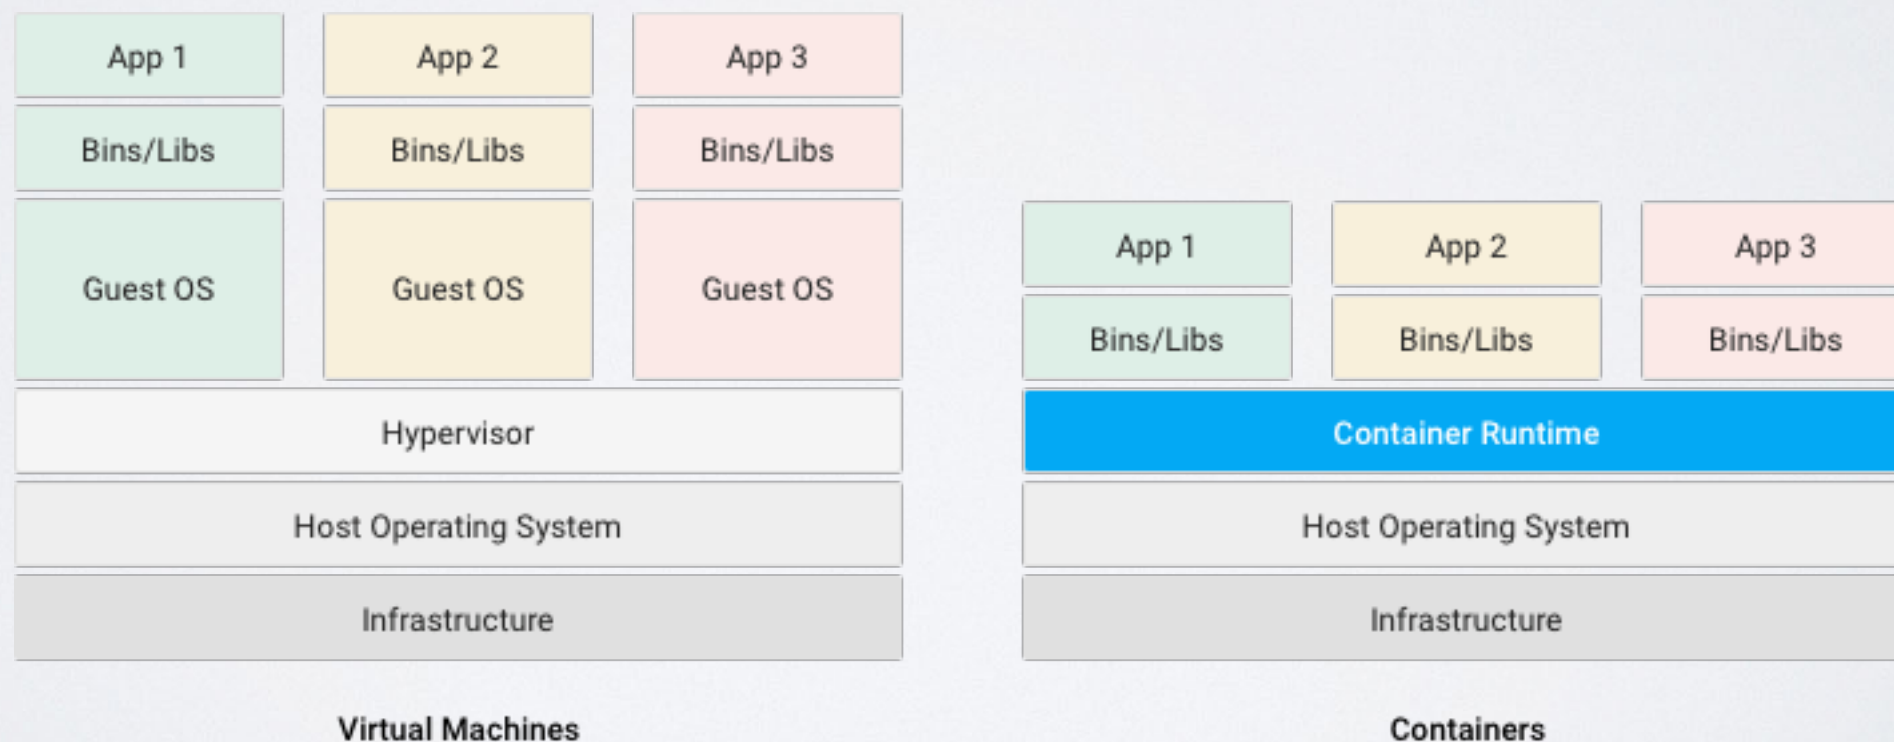 App 1
App 2
App 3
Bins/Libs
Bins/Libs
Bins/Libs
Guest OS
Guest OS
Guest OS
Hypervisor
Host Operating System
Infrastructure
Virtual Machines
App 1
App 2
App 3
Bins/Libs
Bins/Libs
Bins/Libs
Container Runtime
Host Operating System
Infrastructure
Containers